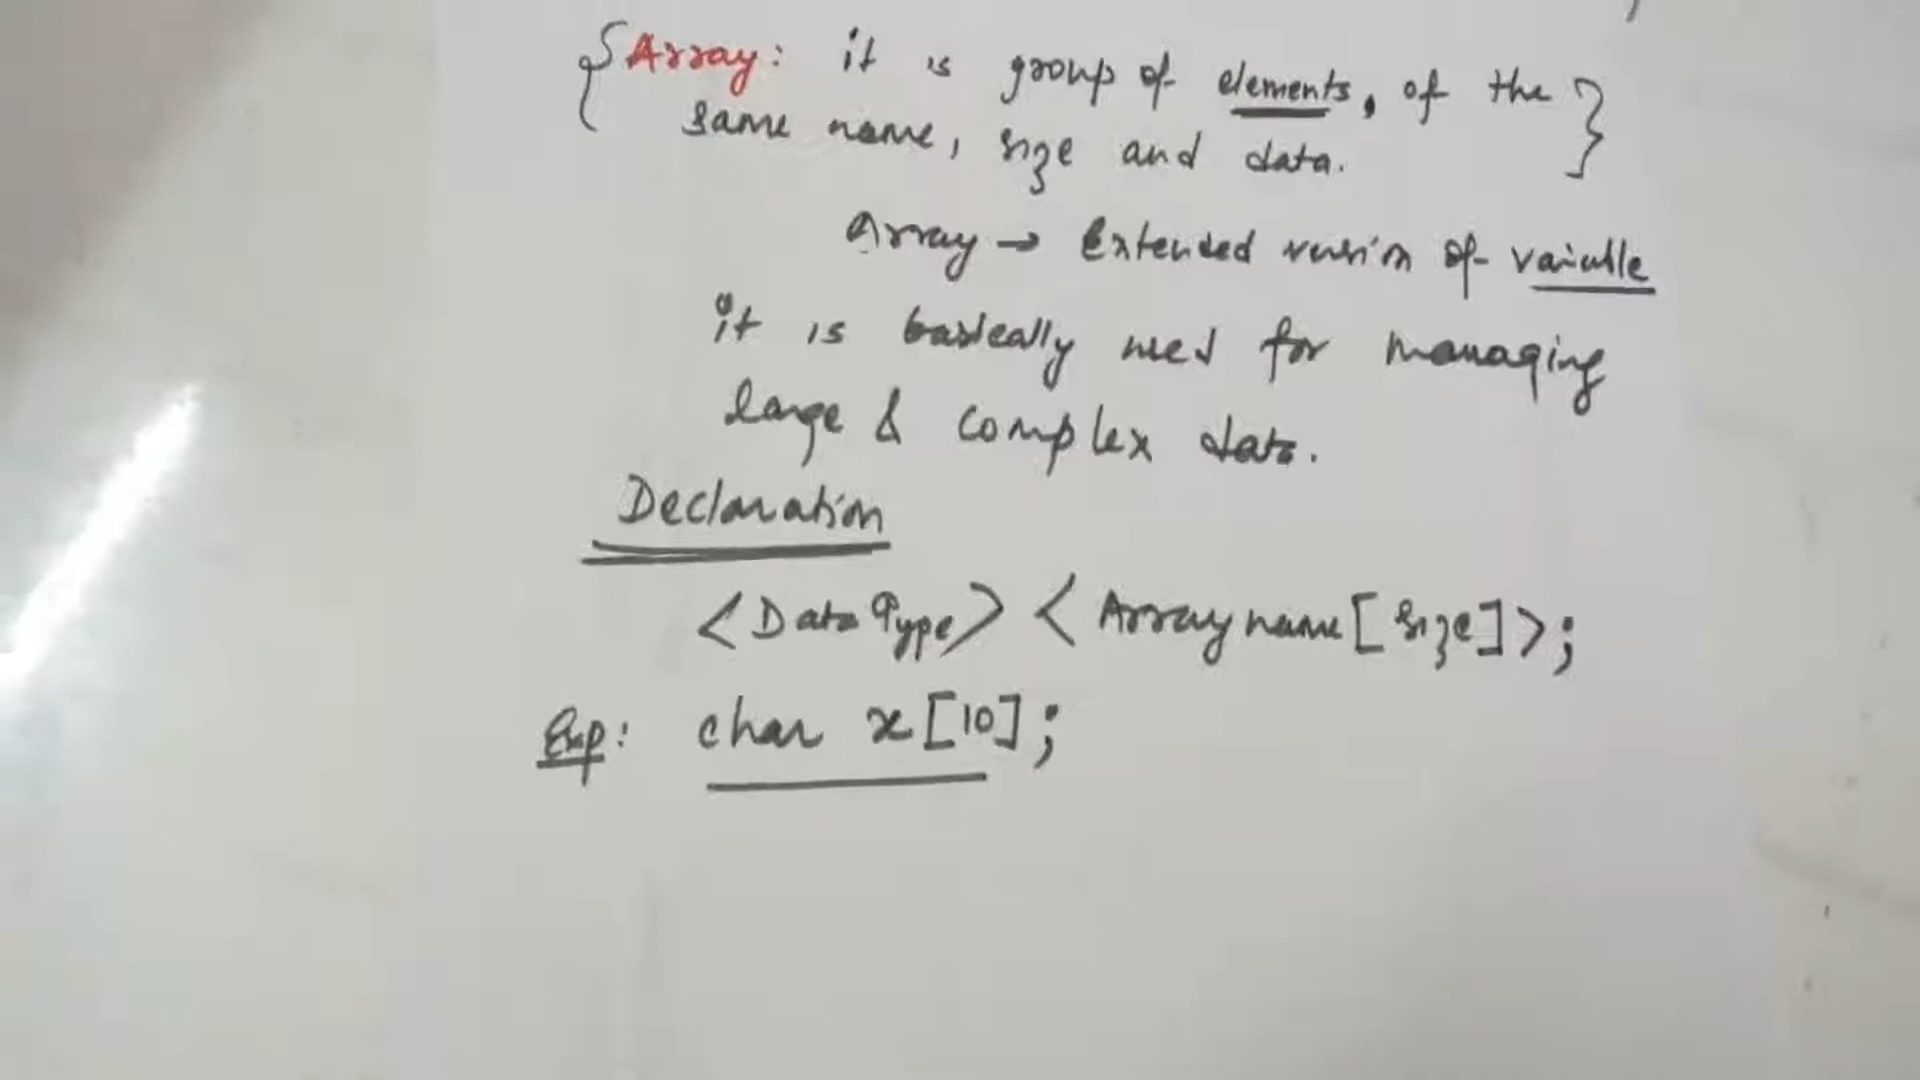 {Array: it is group of elements, of the}
same name, size and data.
Array → Extended version of variable
it is basically used for managing
large & complex data.
Declaration
<Data Type> <Array name[size]>;
Exp: char x[10];